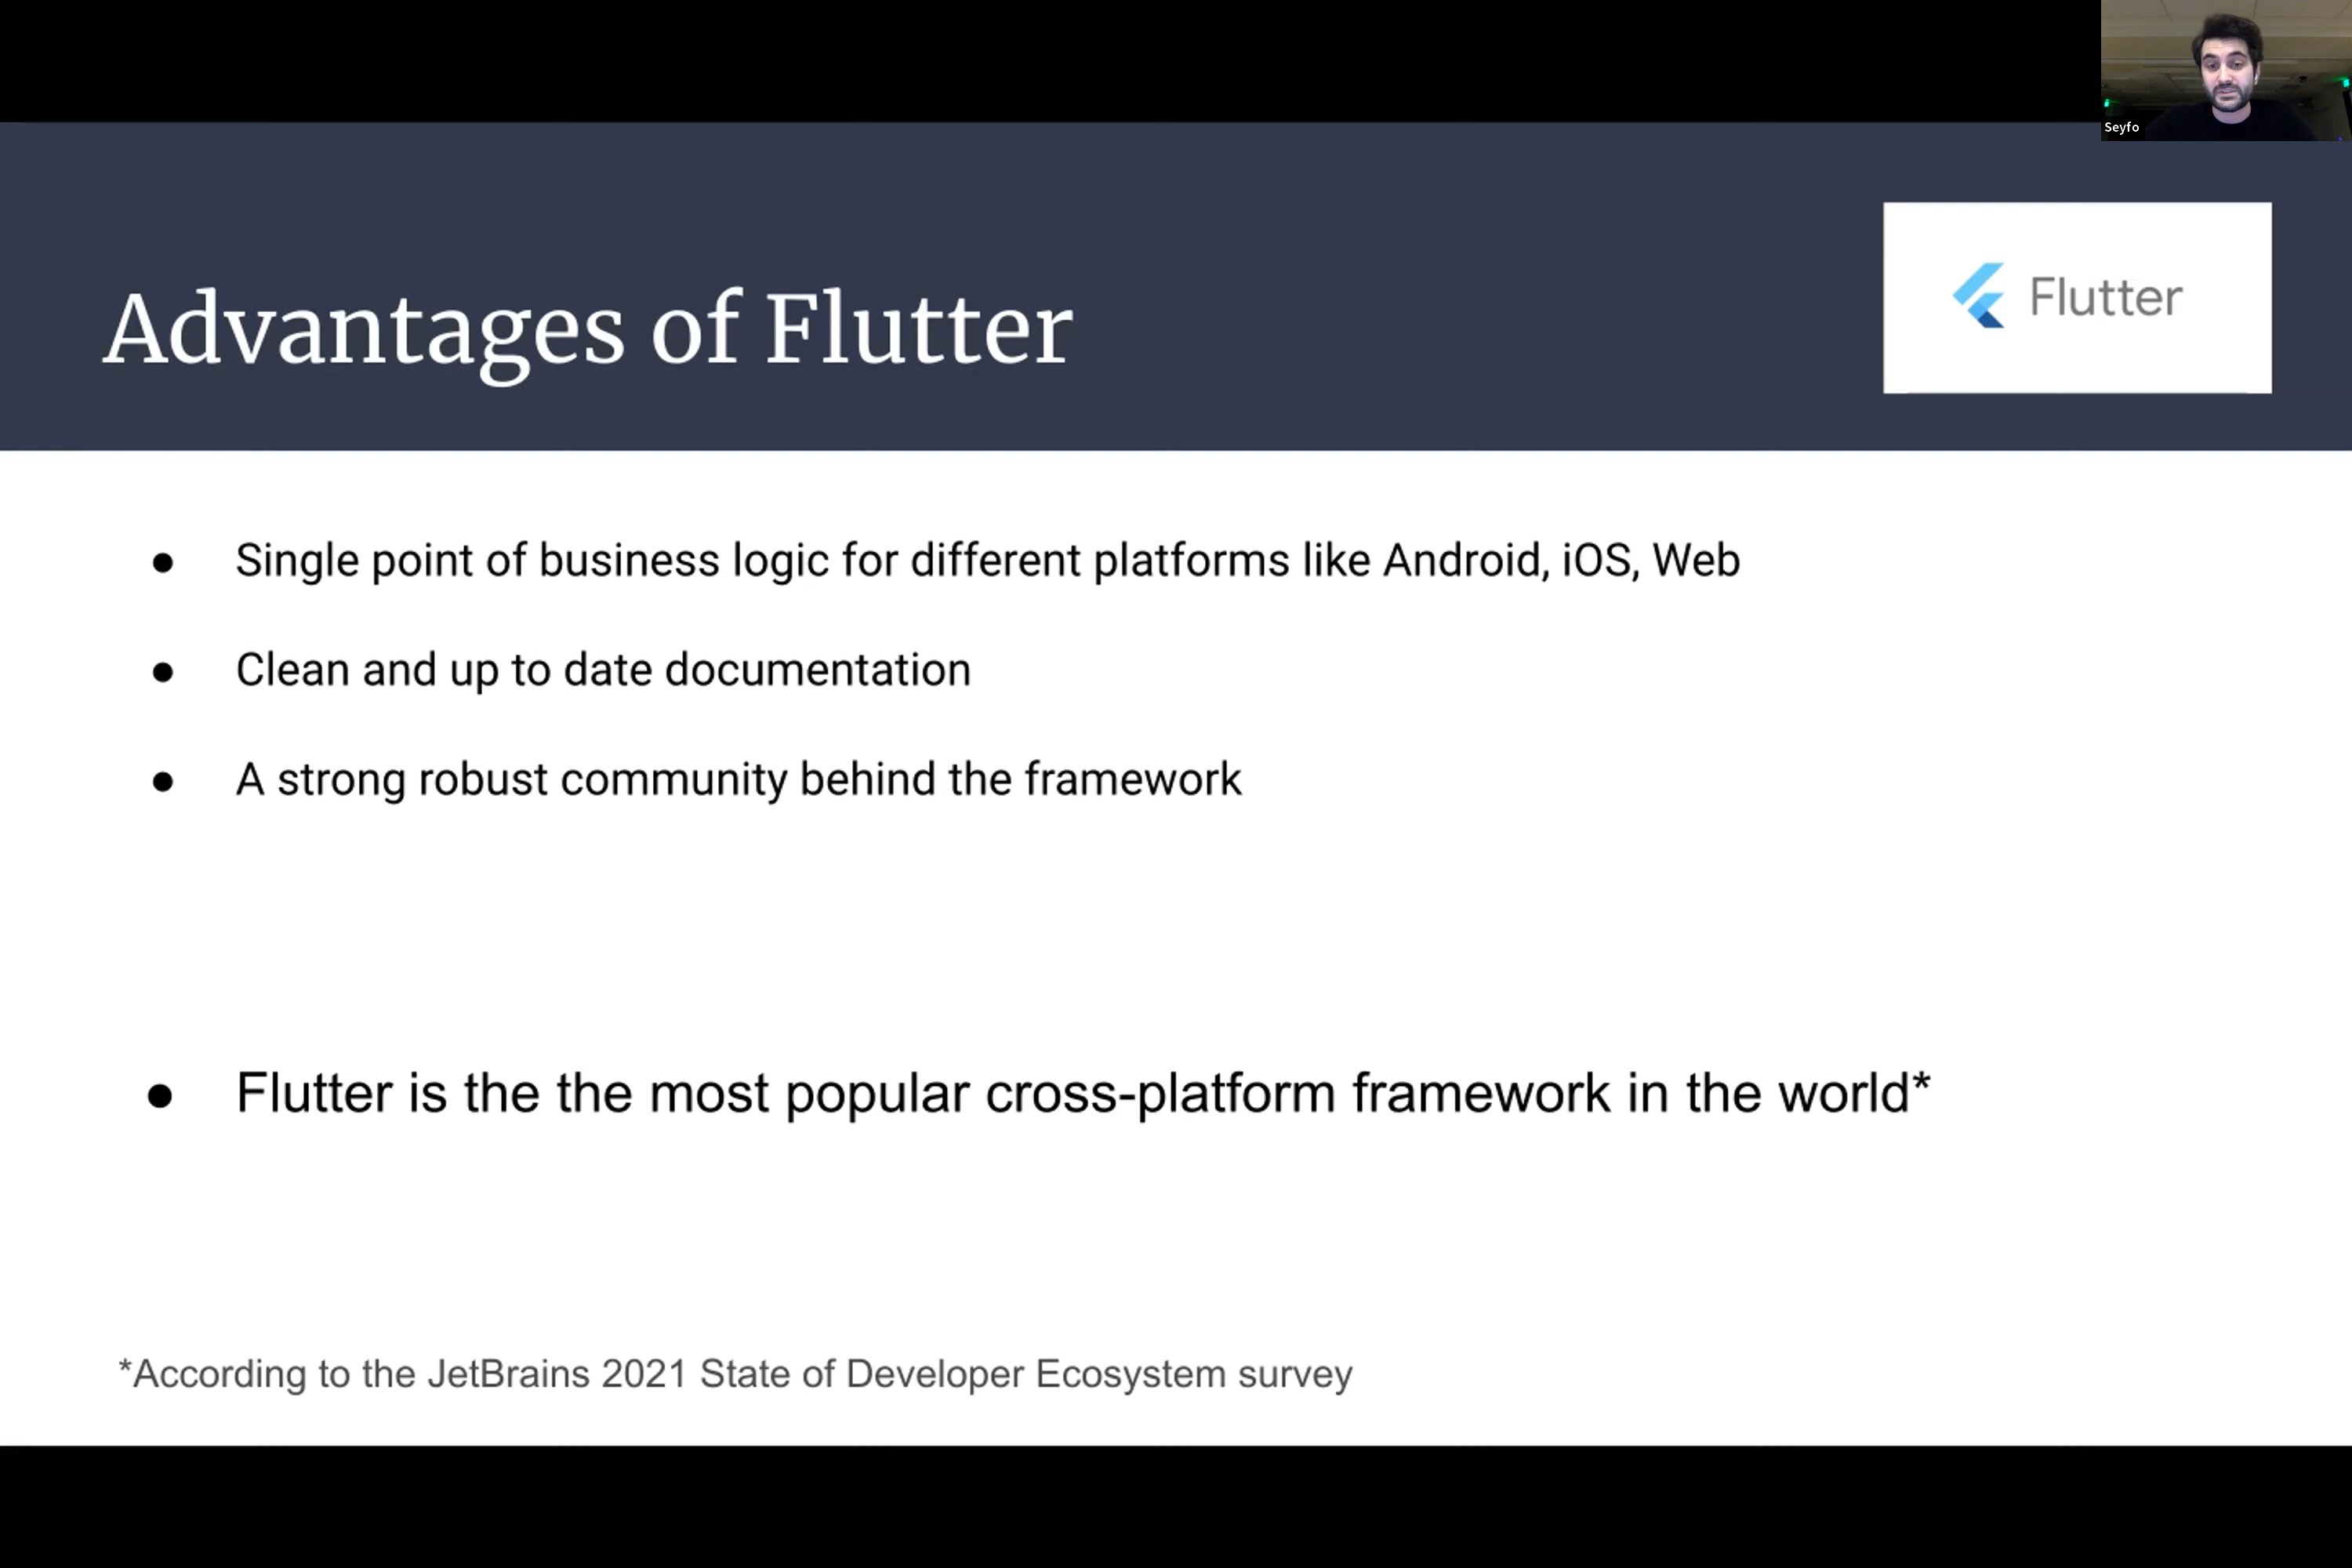 Seyfo
Advantages of Flutter
Flutter
● Single point of business logic for different platforms like Android, iOS, Web
● Clean and up to date documentation
● A strong robust community behind the framework
● Flutter is the the most popular cross-platform framework in the world*
*According to the JetBrains 2021 State of Developer Ecosystem survey